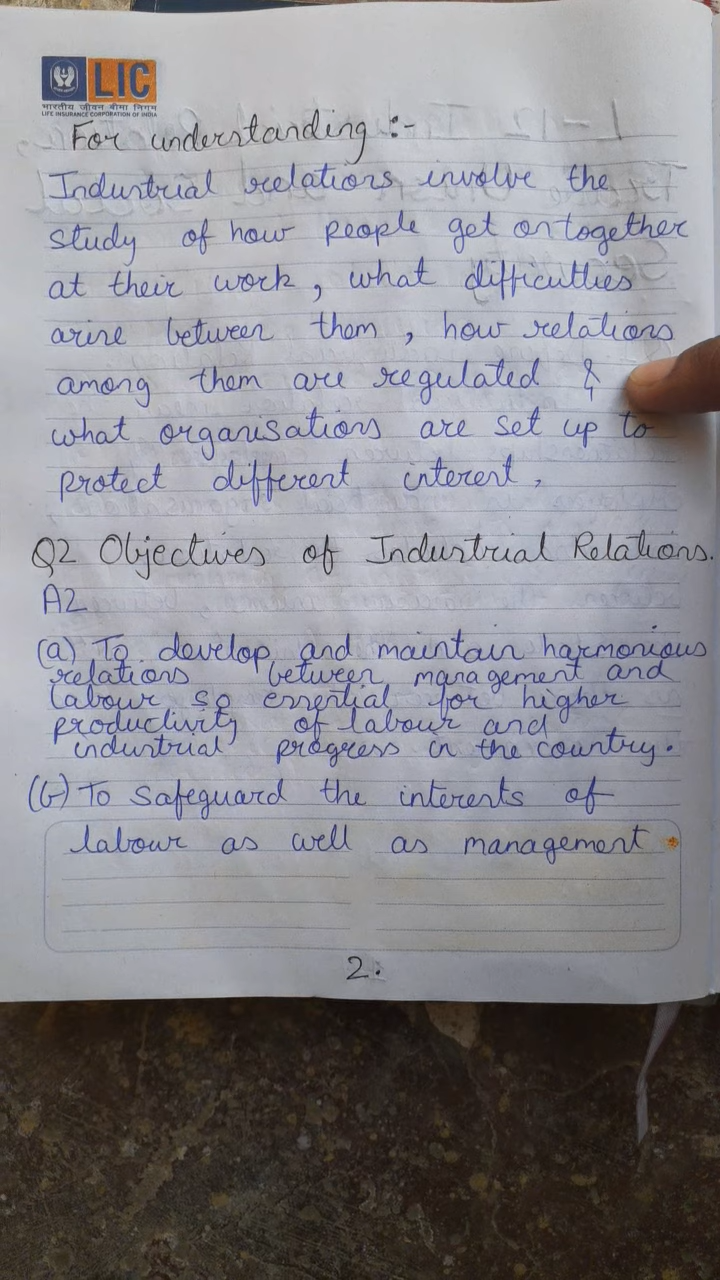 LIC
भारतीय जीवन बीमा निगम
LIFE INSURANCE CORPORATION OF INDIA
For understanding :-
Industrial relations involve the
study of how people get on together
at their work, what difficulties
arise between them, how relations
among them are regulated &
what organisations are set up to
protect different interest,
Q2 Objectives of Industrial Relations.
A2
(a) To develop and maintain harmonious
relations between management and
labour so essential for higher
productivity of labour and
industrial progress in the country.
(b) To safeguard the interests of
labour as well as management.
2.